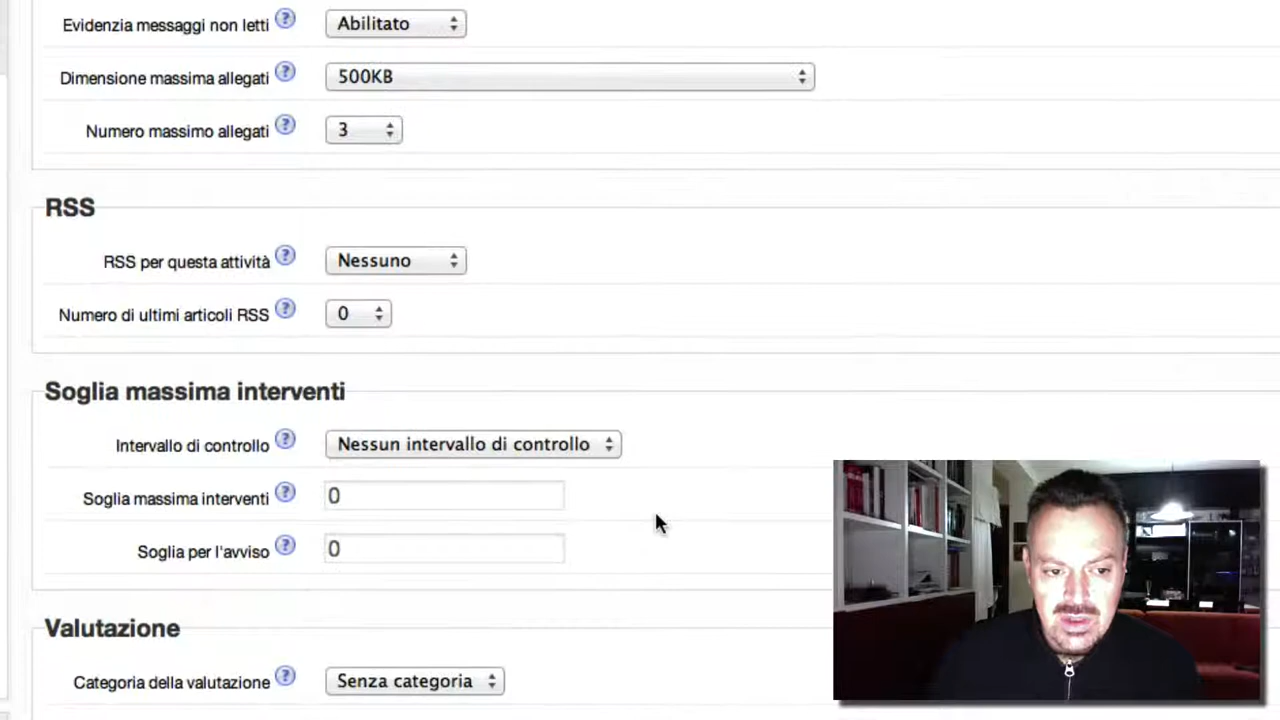 Evidenzia messaggi non letti ? Abilitato
Dimensione massima allegati ? 500KB
Numero massimo allegati ? 3
RSS
RSS per questa attività ? Nessuno
Numero di ultimi articoli RSS ? 0
Soglia massima interventi
Intervallo di controllo ? Nessun intervallo di controllo
Soglia massima interventi ? 0
Soglia per l'avviso ? 0
Valutazione
Categoria della valutazione ? Senza categoria